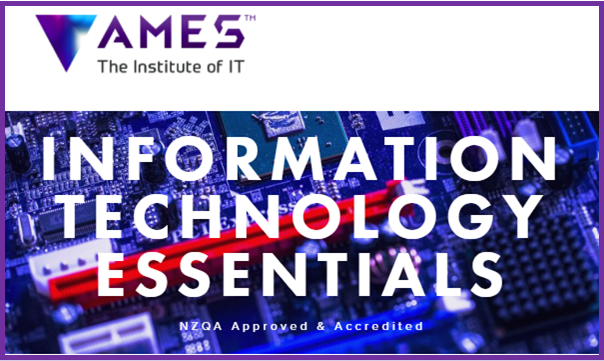 AMES™
The Institute of IT
INFORMATION
TECHNOLOGY
ESSENTIALS
NZQA Approved & Accredited